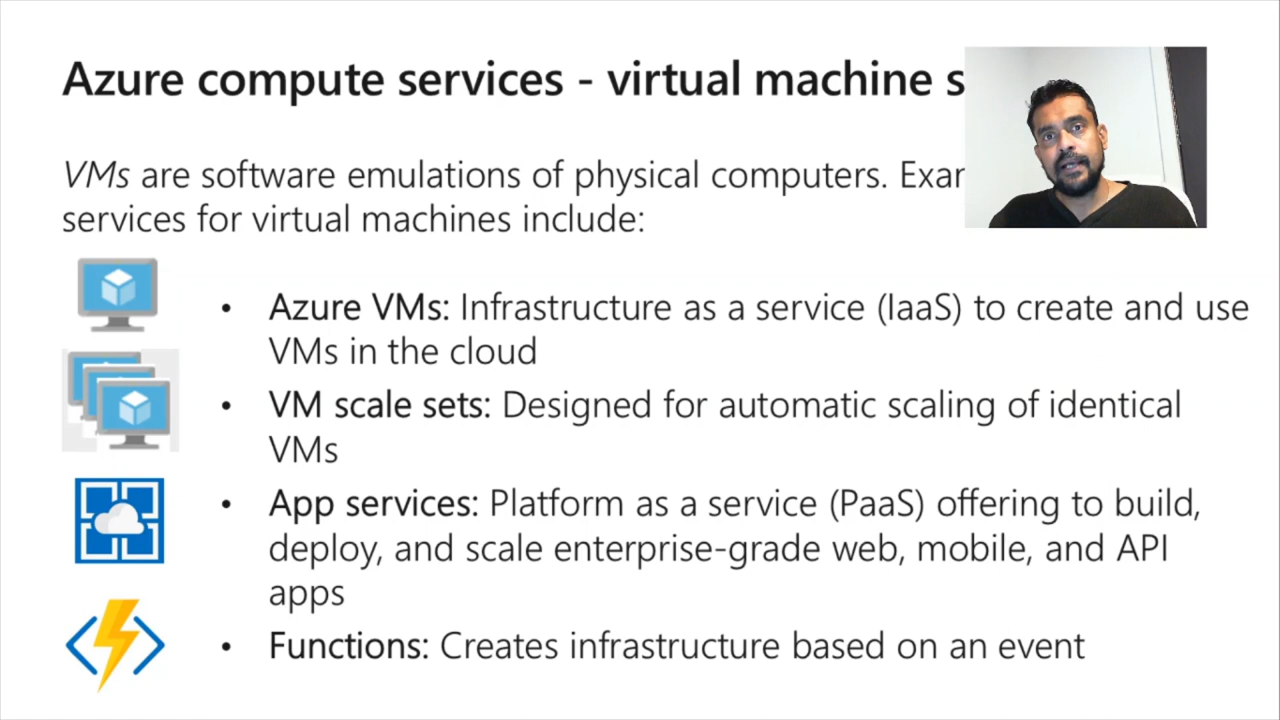 Azure compute services - virtual machine s
VMs are software emulations of physical computers.
services for virtual machines include:
• Azure VMs: Infrastructure as a service (IaaS) to create and use
VMs in the cloud
• VM scale sets: Designed for automatic scaling of identical
VMs
• App services: Platform as a service (PaaS) offering to build,
deploy, and scale enterprise-grade web, mobile, and API
apps
• Functions: Creates infrastructure based on an event